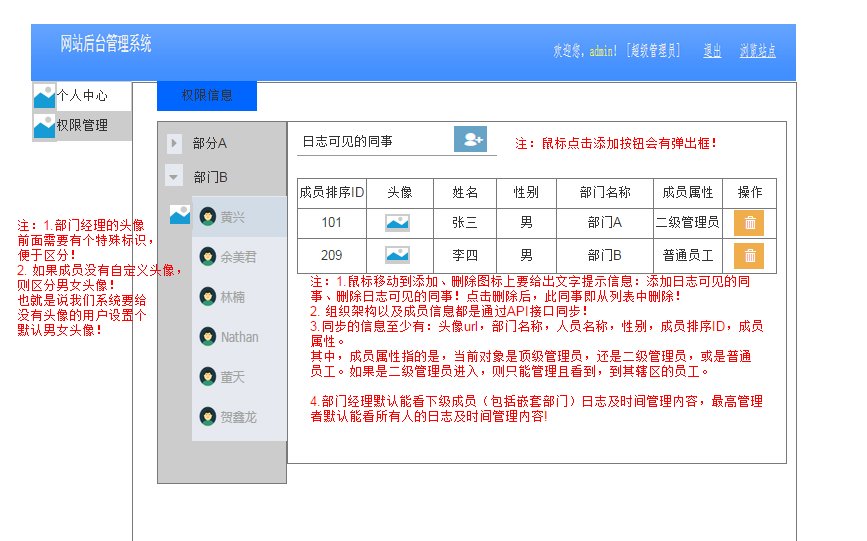 网站后台管理系统
欢迎您, admin! [超级管理员] 退出 浏览站点
个人中心
权限管理
权限信息
部分A
部门B
黄兴
余美君
林楠
Nathan
董天
贺鑫龙
注：1.部门经理的头像
前面需要有个特殊标识，
便于区分！
2. 如果成员没有自定义头像，
则区分男女头像！
也就是说我们系统要给
没有头像的用户设置个
默认男女头像！
日志可见的同事
注：鼠标点击添加按钮会有弹出框！
成员排序ID 头像 姓名 性别 部门名称 成员属性 操作
101 张三 男 部门A 二级管理员
209 李四 男 部门B 普通员工
注：1.鼠标移动到添加、删除图标上要给出文字提示信息：添加日志可见的同
事、删除日志可见的同事！点击删除后，此同事即从列表中删除！
2. 组织架构以及成员信息都是通过API接口同步！
3.同步的信息至少有：头像url，部门名称，人员名称，性别，成员排序ID，成员
属性。
其中，成员属性指的是，当前对象是顶级管理员，还是二级管理员，或是普通
员工。如果是二级管理员进入，则只能管理且看到，到其辖区的员工。
4.部门经理默认能看下级成员（包括嵌套部门）日志及时间管理内容，最高管理
者默认能看所有人的日志及时间管理内容!